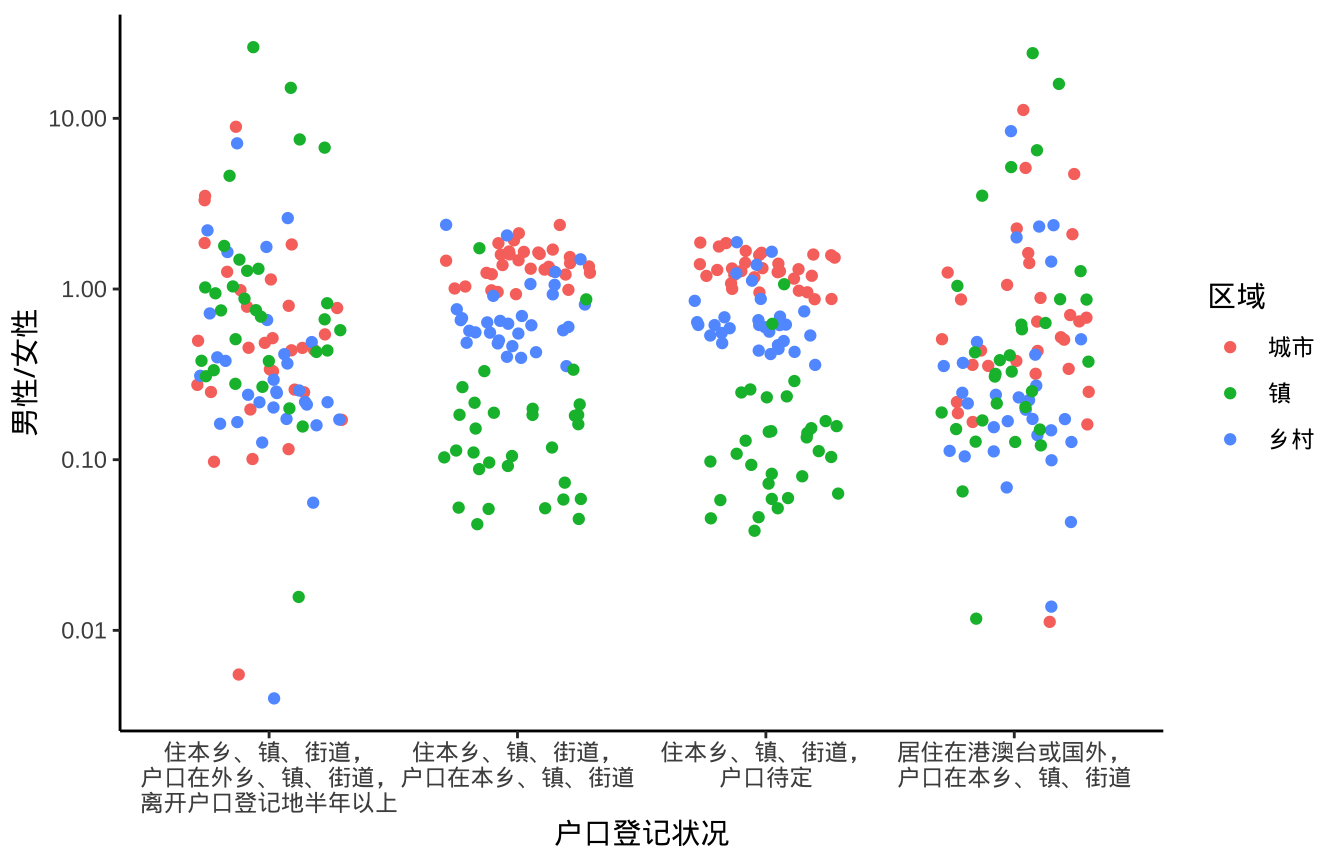 男性/女性
10.00
1.00
0.10
0.01
住本乡、镇、街道，
户口在外乡、镇、街道，
离开户口登记地半年以上
住本乡、镇、街道，
户口在本乡、镇、街道
住本乡、镇、街道，
户口待定
居住在港澳台或国外，
户口在本乡、镇、街道
户口登记状况
区域
城市
镇
乡村